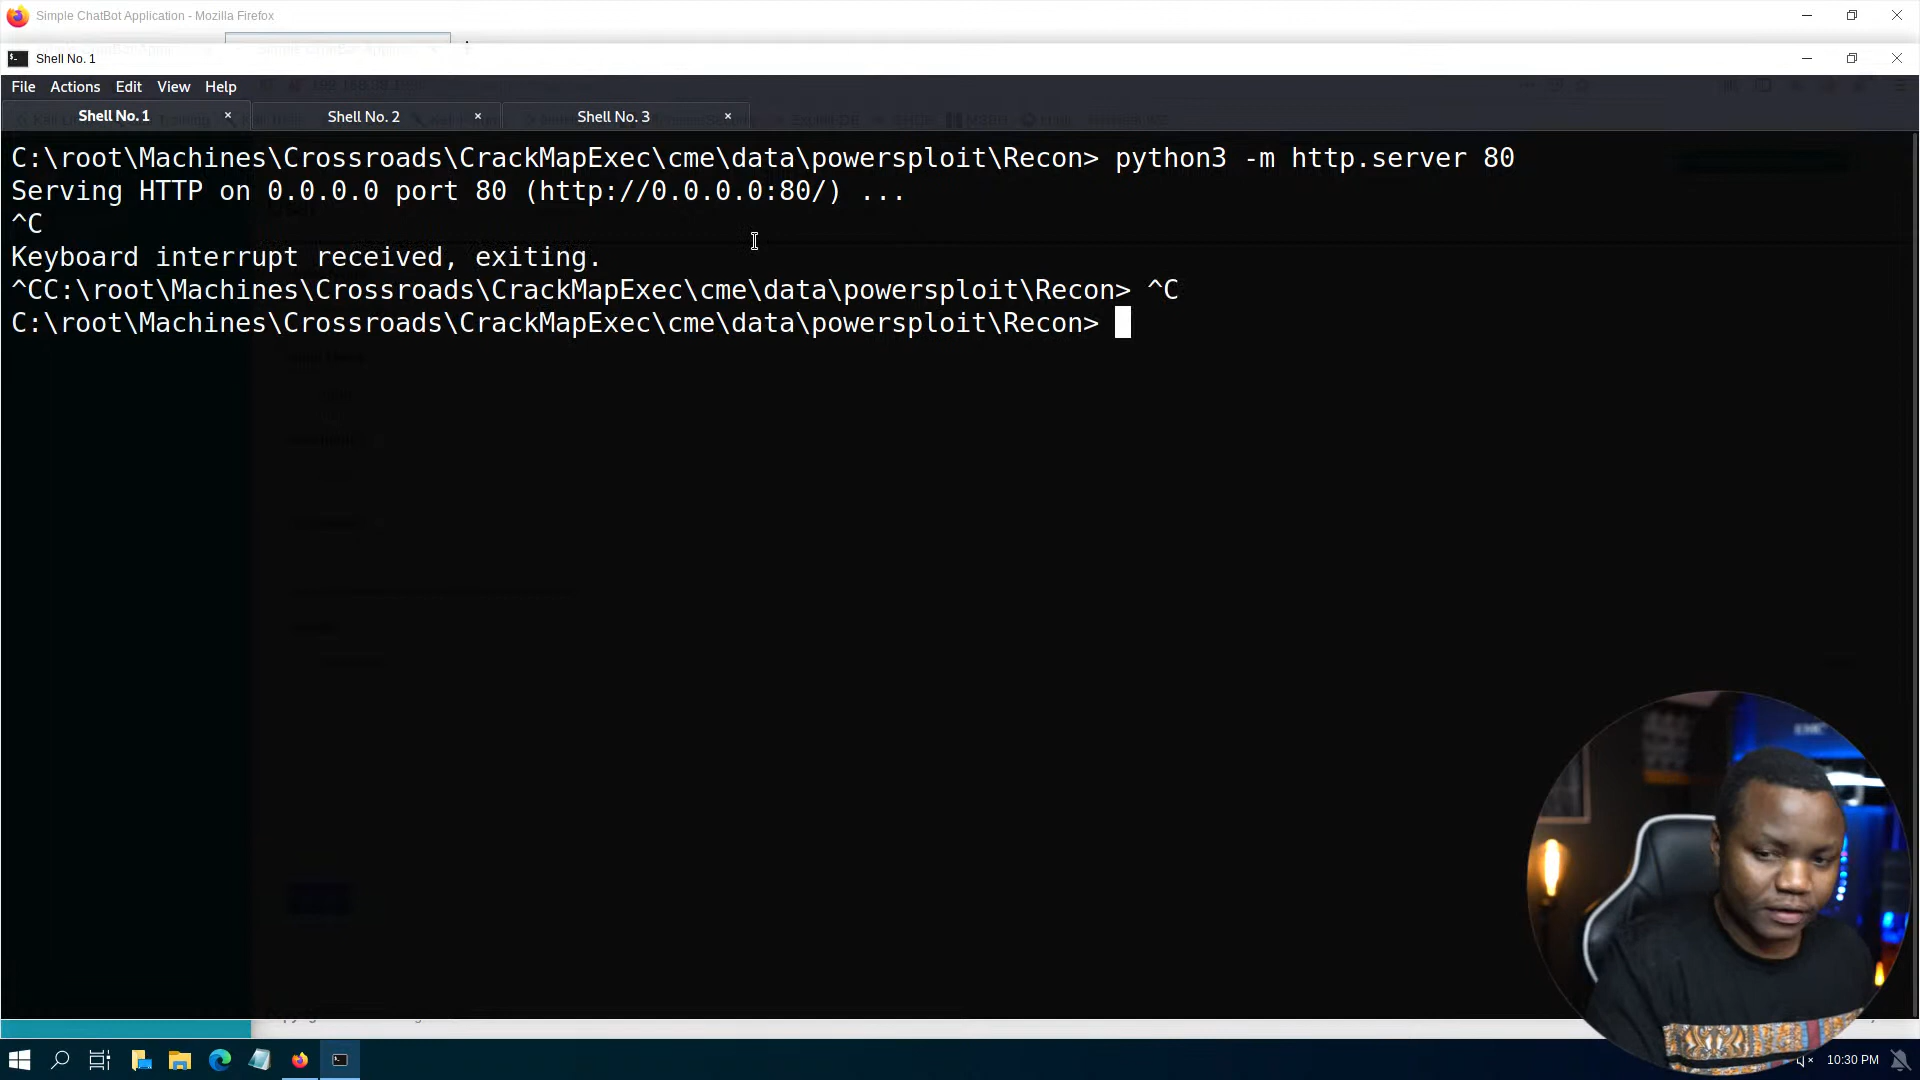 Simple ChatBot Application - Mozilla Firefox
Shell No. 1
File Actions Edit View Help
Shell No. 1 × Shell No. 2 × Shell No. 3 ×
C:\root\Machines\Crossroads\CrackMapExec\cme\data\powersploit\Recon> python3 -m http.server 80
Serving HTTP on 0.0.0.0 port 80 (http://0.0.0.0:80/) ...
^C
Keyboard interrupt received, exiting.
^CC:\root\Machines\Crossroads\CrackMapExec\cme\data\powersploit\Recon> ^C
C:\root\Machines\Crossroads\CrackMapExec\cme\data\powersploit\Recon>
10:30 PM